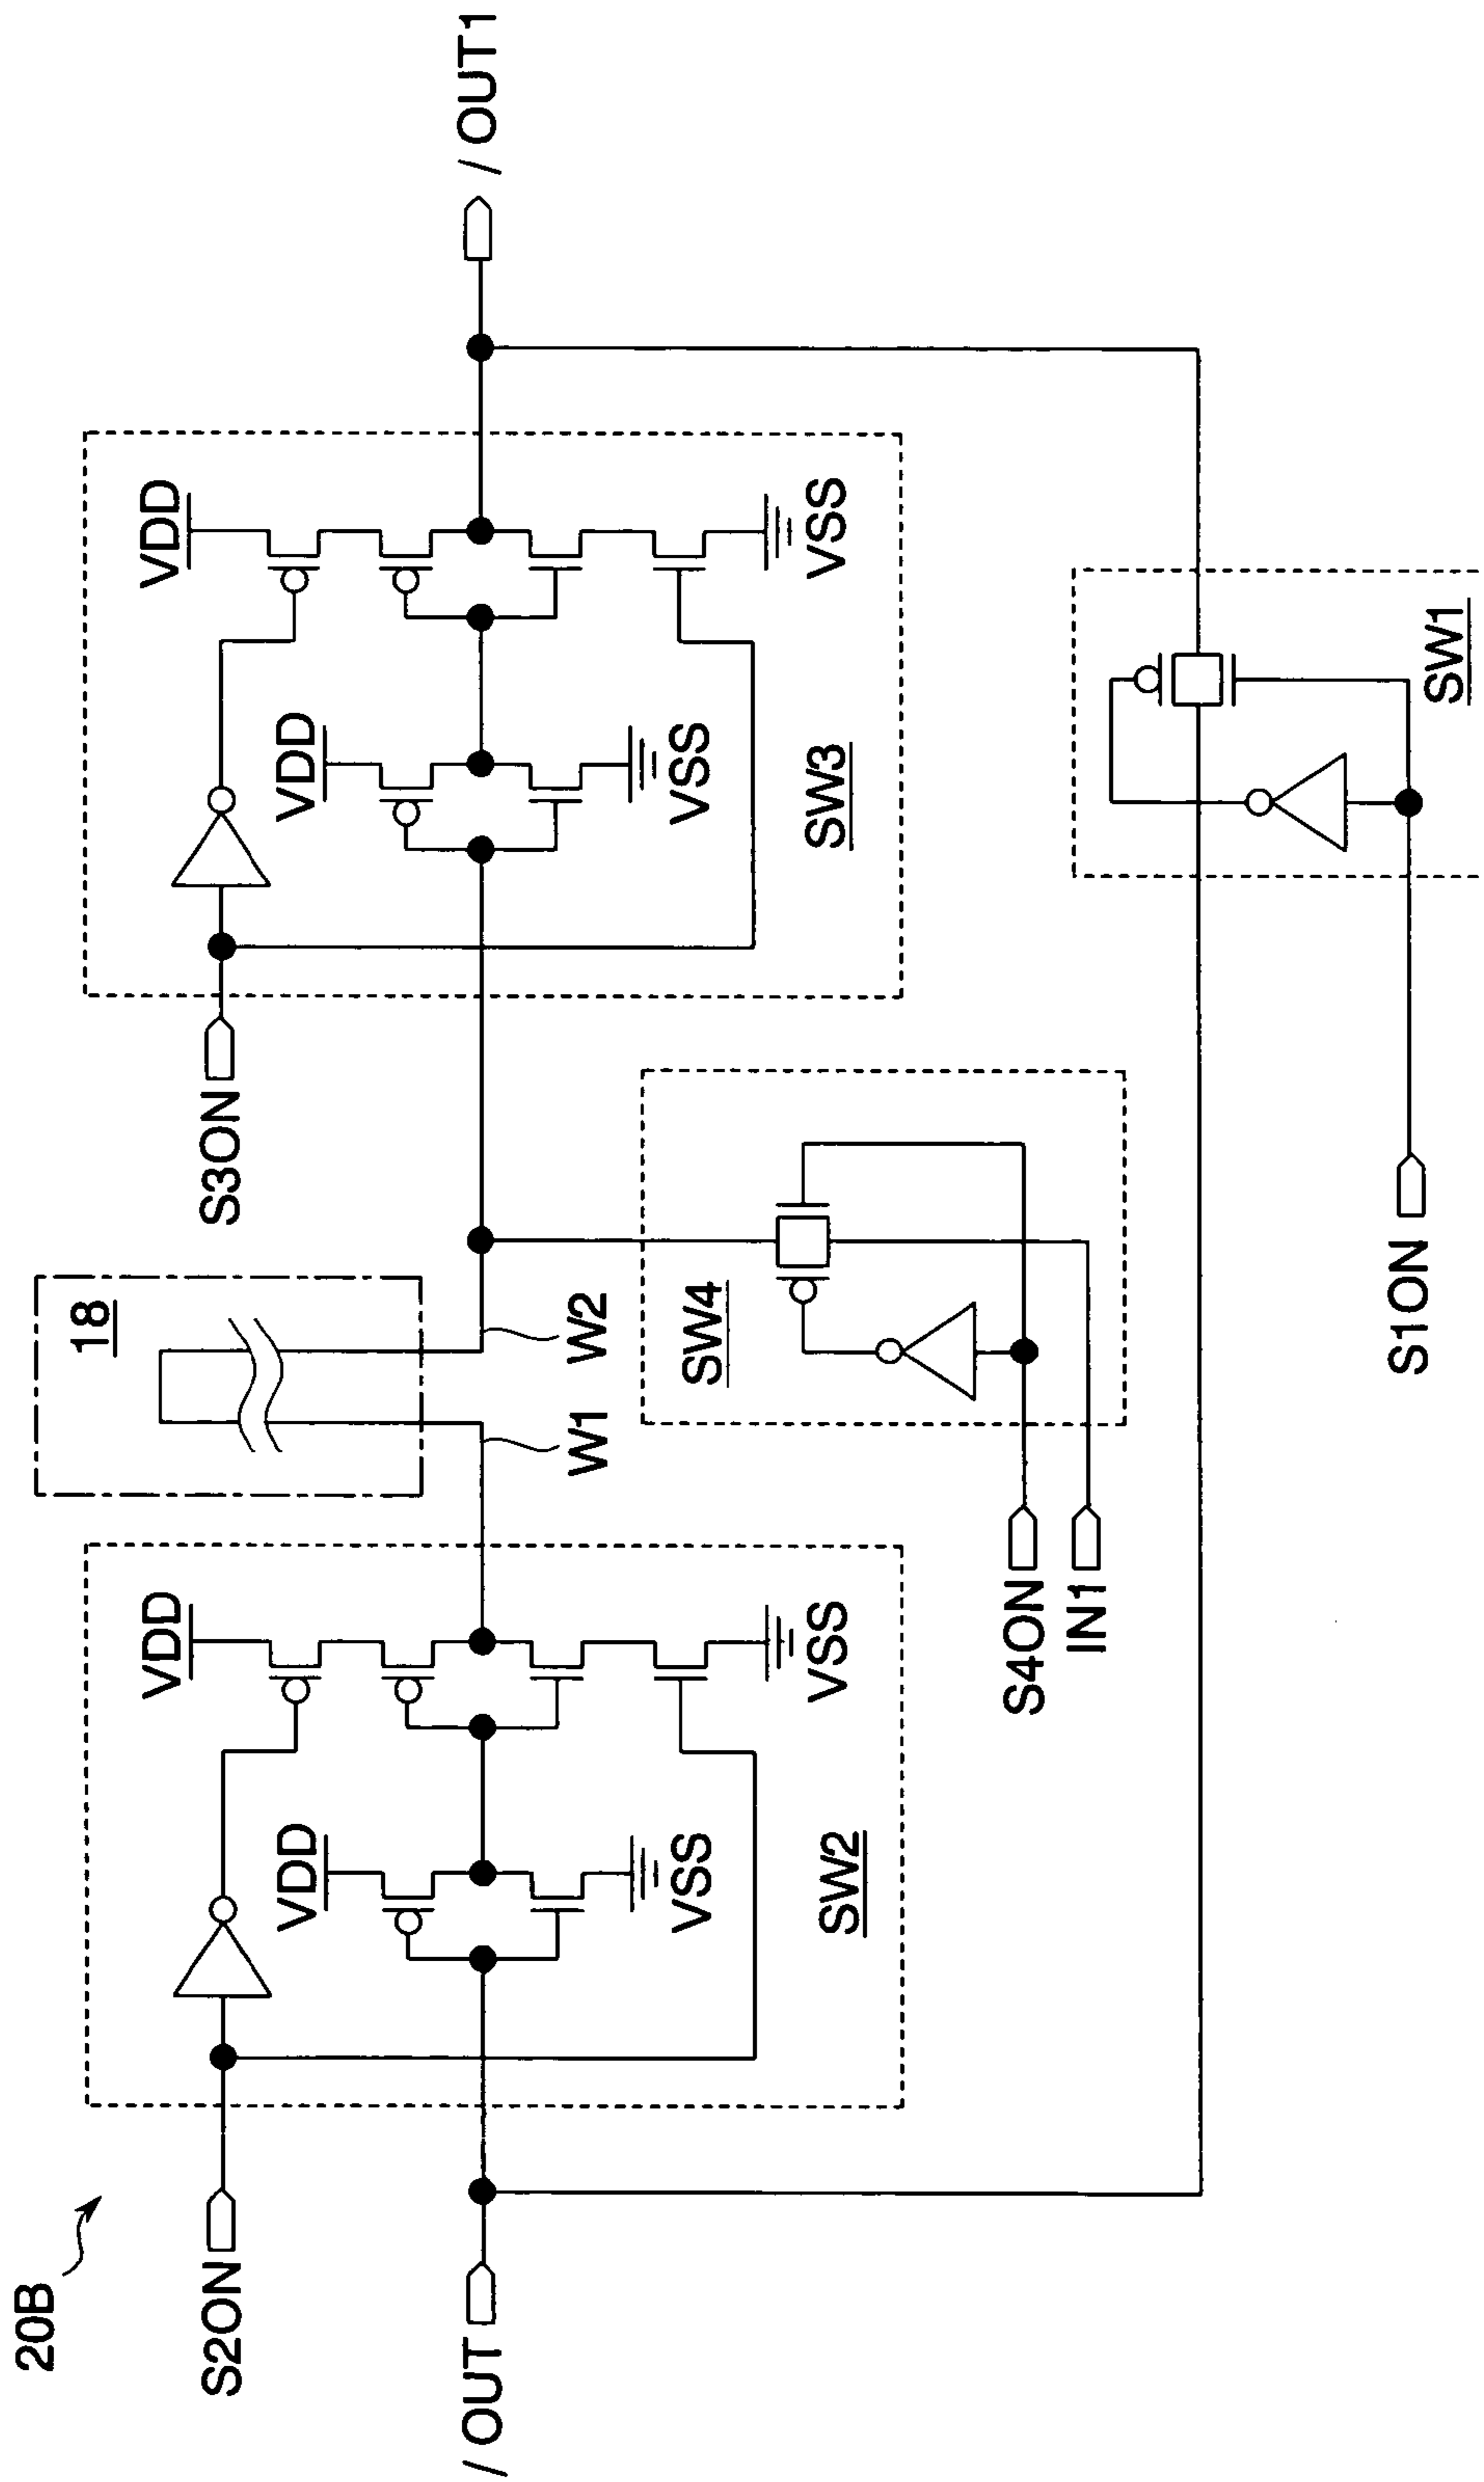 20B
S2ON
/ OUT
VDD
VDD
VSS
VSS
SW2
18
W1
W2
S4ON
IN1
SW4
S3ON
VDD
VDD
VSS
VSS
SW3
S1ON
SW1
/ OUT1